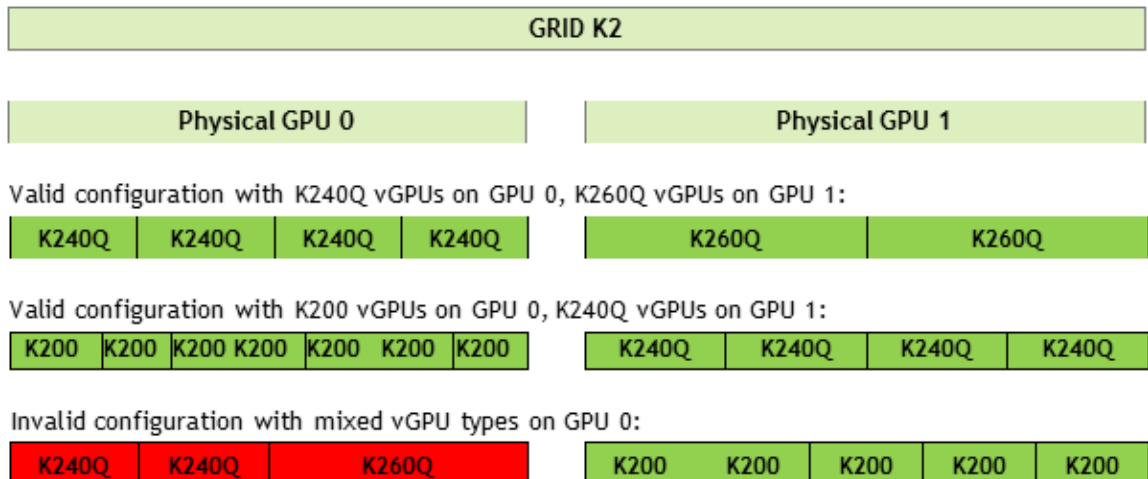 GRID K2
Physical GPU 0 Physical GPU 1
Valid configuration with K240Q vGPUs on GPU 0, K260Q vGPUs on GPU 1:
K240Q K240Q K240Q K240Q K260Q K260Q
Valid configuration with K200 vGPUs on GPU 0, K240Q vGPUs on GPU 1:
K200 K200 K200 K200 K200 K200 K200 K240Q K240Q K240Q K240Q
Invalid configuration with mixed vGPU types on GPU 0:
K240Q K240Q K260Q K200 K200 K200 K200 K200